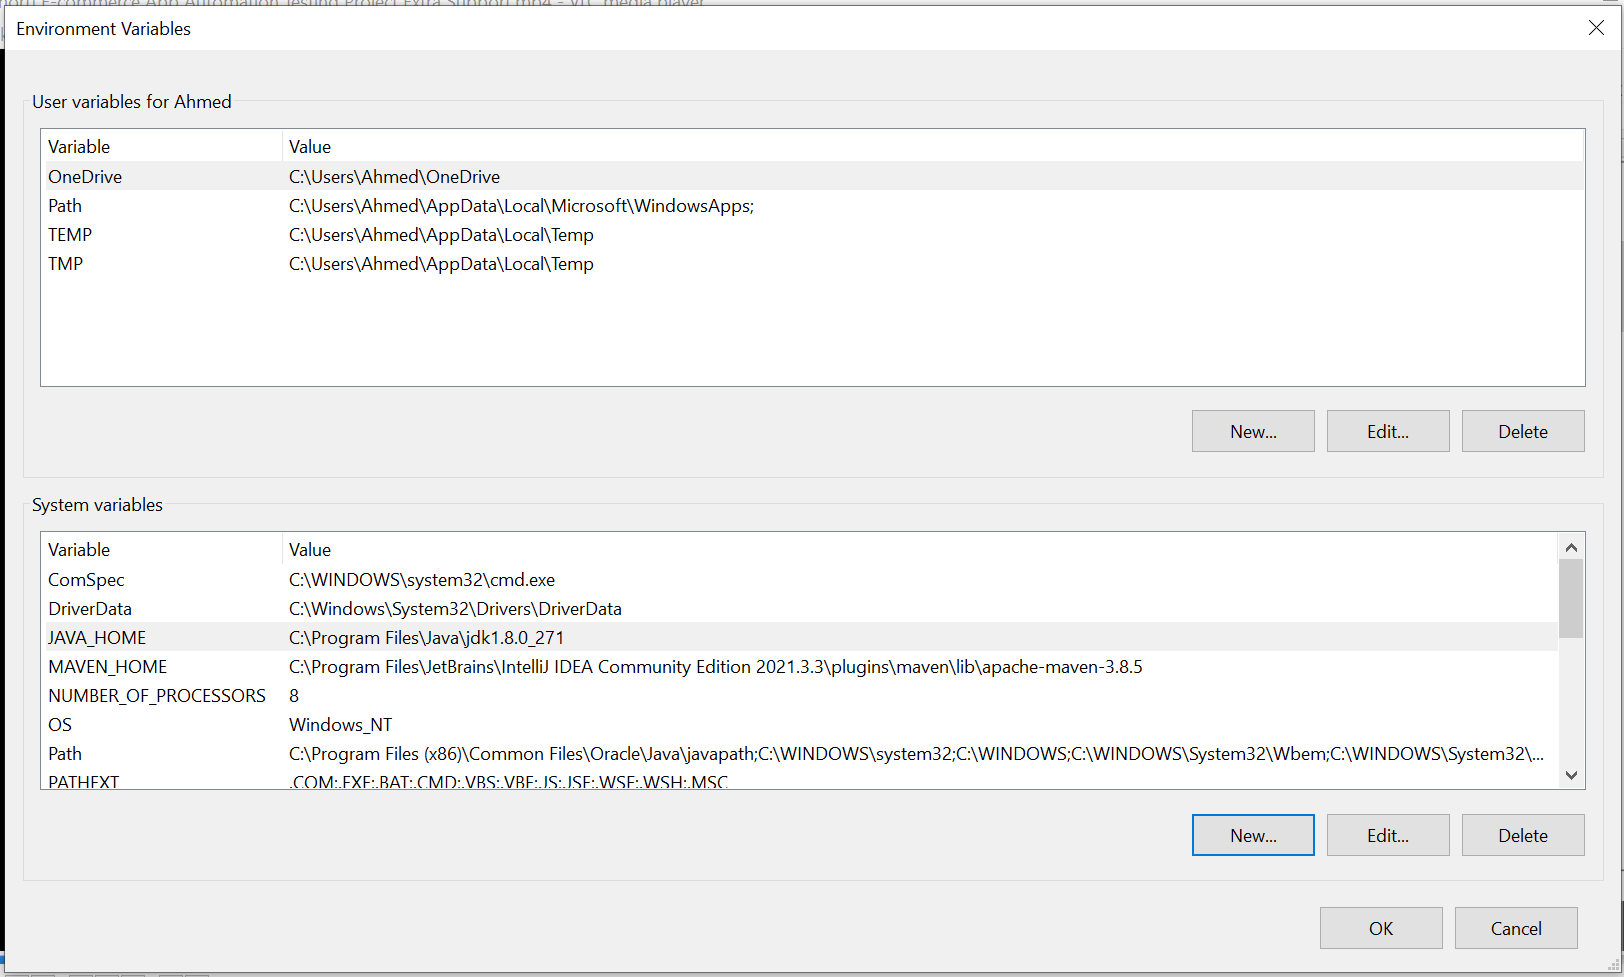 port) E-commerce App Automation Testing Project Extra Support.mp4 - VLC media player
Environment Variables
User variables for Ahmed
Variable Value
OneDrive C:\Users\Ahmed\OneDrive
Path C:\Users\Ahmed\AppData\Local\Microsoft\WindowsApps;
TEMP C:\Users\Ahmed\AppData\Local\Temp
TMP C:\Users\Ahmed\AppData\Local\Temp
New... Edit... Delete
System variables
Variable Value
ComSpec C:\WINDOWS\system32\cmd.exe
DriverData C:\Windows\System32\Drivers\DriverData
JAVA_HOME C:\Program Files\Java\jdk1.8.0_271
MAVEN_HOME C:\Program Files\JetBrains\IntelliJ IDEA Community Edition 2021.3.3\plugins\maven\lib\apache-maven-3.8.5
NUMBER_OF_PROCESSORS 8
OS Windows_NT
Path C:\Program Files (x86)\Common Files\Oracle\Java\javapath;C:\WINDOWS\system32;C:\WINDOWS;C:\WINDOWS\System32\Wbem;C:\WINDOWS\System32\...
PATHEXT .COM;.EXE;.BAT;.CMD;.VBS;.VBE;.JS;.JSE;.WSF;.WSH;.MSC
New... Edit... Delete
OK Cancel